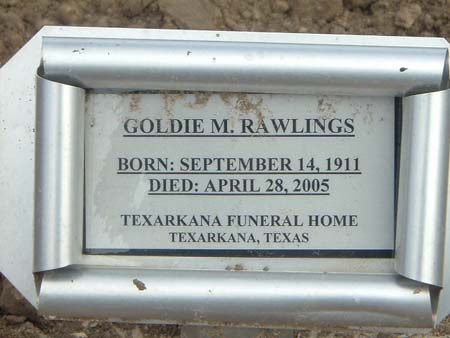 GOLDIE M. RAWLINGS
BORN: SEPTEMBER 14, 1911
DIED: APRIL 28, 2005
TEXARKANA FUNERAL HOME
TEXARKANA, TEXAS